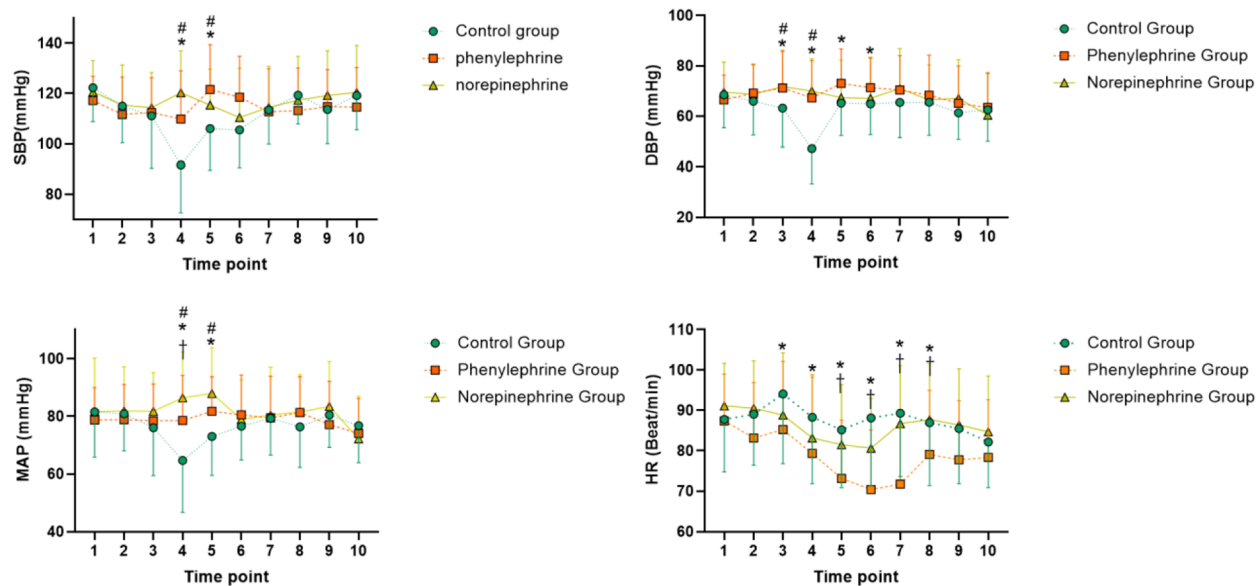 SBP(mmHg)
140
120
100
80
# #
* *
1 2 3 4 5 6 7 8 9 10
Time point
Control group
phenylephrine
norepinephrine
DBP (mmHg)
100
80
60
40
20
# #
* * * *
1 2 3 4 5 6 7 8 9 10
Time point
Control Group
Phenylephrine Group
Norepinephrine Group
MAP (mmHg)
100
80
60
40
# #
* *
†
1 2 3 4 5 6 7 8 9 10
Time point
Control Group
Phenylephrine Group
Norepinephrine Group
HR (Beat/min)
110
100
90
80
70
60
* * * * * *
† † † †
1 2 3 4 5 6 7 8 9 10
Time point
Control Group
Phenylephrine Group
Norepinephrine Group